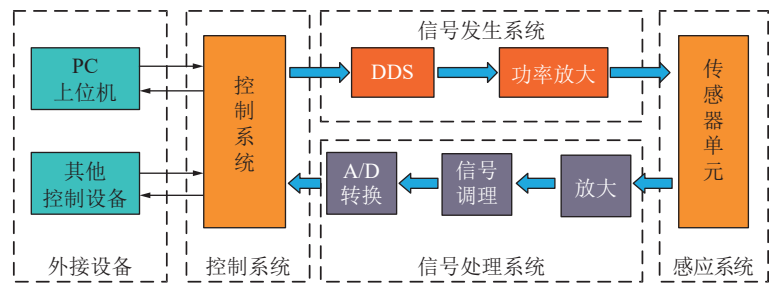 信号发生系统
PC
上位机
控
制
系
统
DDS
功率放大
传
感
器
单
元
其他
控制设备
A/D
转换
信号
调理
放大
外接设备
控制系统
信号处理系统
感应系统